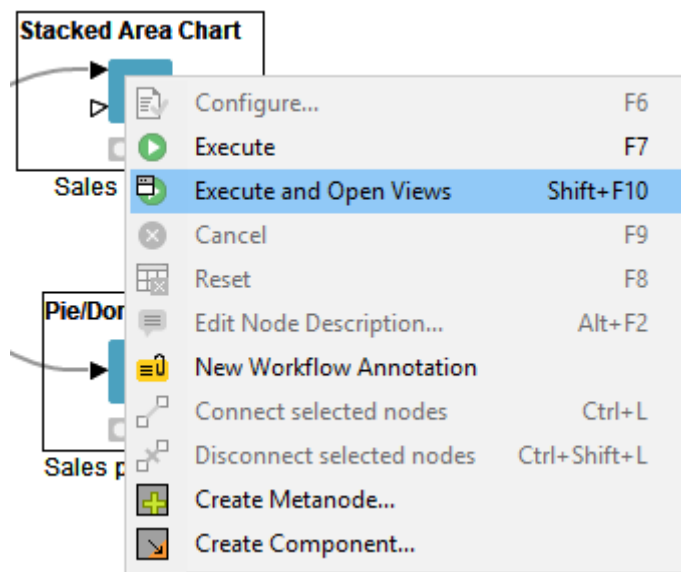 Stacked Area Chart
Configure... F6
Execute F7
Sales
Execute and Open Views Shift+F10
Cancel F9
Reset F8
Pie/Don
Edit Node Description... Alt+F2
New Workflow Annotation
Connect selected nodes Ctrl+L
Sales p
Disconnect selected nodes Ctrl+Shift+L
Create Metanode...
Create Component...